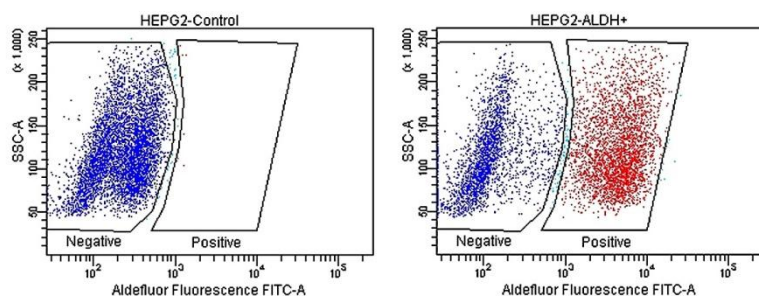 HEPG2-Control
(x 1,000)
SSC-A
250
200
150
100
50
Negative
Positive
10²
10³
10⁴
10⁵
Aldefluor Fluorescence FITC-A
HEPG2-ALDH+
(x 1,000)
SSC-A
250
200
150
100
50
Negative
Positive
10²
10³
10⁴
10⁵
Aldefluor Fluorescence FITC-A